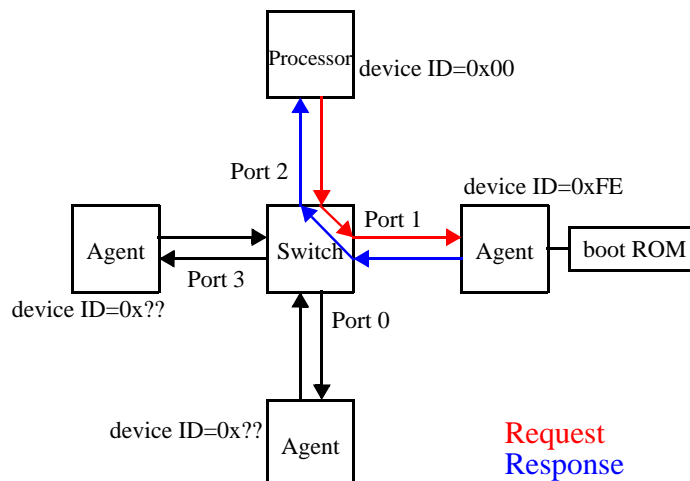 Processor
device ID=0x00
Port 2
device ID=0xFE
Port 1
Agent
Switch
Agent
boot ROM
Port 3
device ID=0x??
Port 0
device ID=0x??
Agent
Request
Response